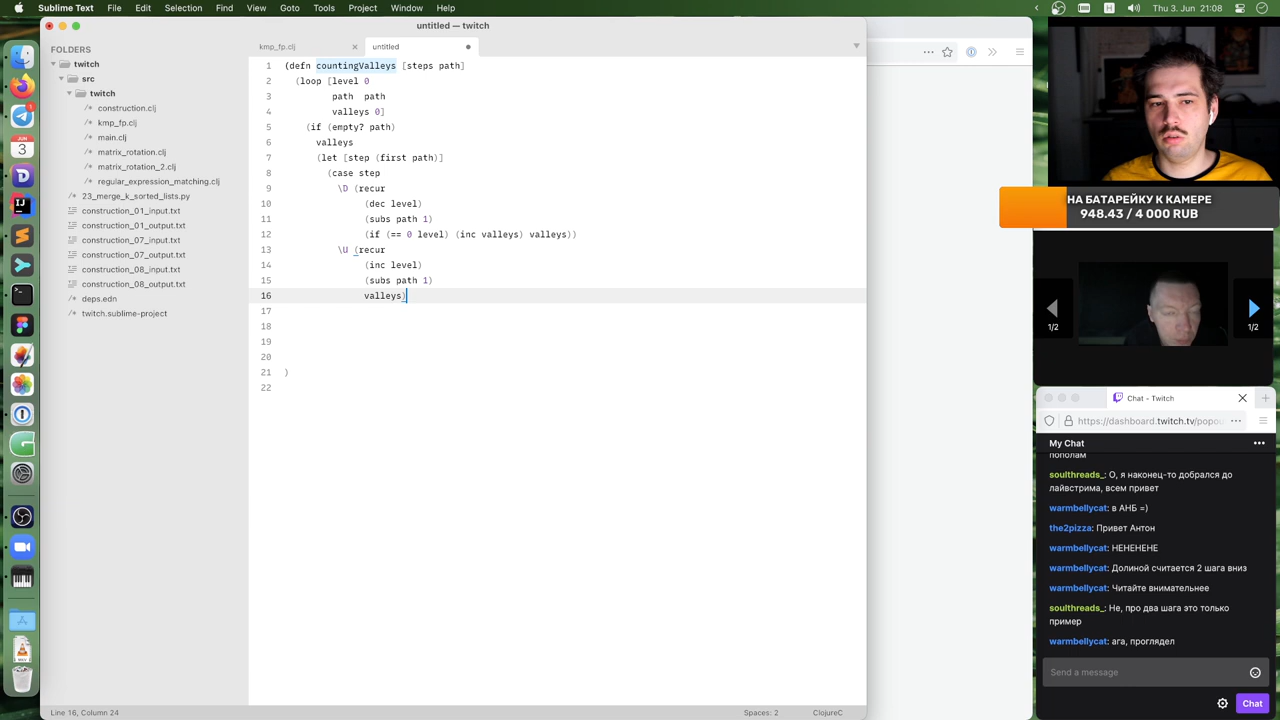 Sublime Text File Edit Selection Find View Goto Tools Project Window Help
Thu, 3 Jun 21:08
untitled — twitch
FOLDERS
twitch
src
twitch
/* construction.clj
/* kmp_fp.clj
/* main.clj
/* matrix_rotation.clj
/* matrix_rotation_2.clj
/* regular_expression_matching.clj
/* 23_merge_k_sorted_lists.py
construction_01_input.txt
construction_01_output.txt
construction_07_input.txt
construction_07_output.txt
construction_08_input.txt
construction_08_output.txt
/* deps.edn
/* twitch.sublime-project
kmp_fp.clj
untitled
1 (defn countingValleys [steps path]
2 (loop [level 0
3 path path
4 valleys 0]
5 (if (empty? path)
6 valleys
7 (let [step (first path)]
8 (case step
9 \D (recur
10 (dec level)
11 (subs path 1)
12 (if (== 0 level) (inc valleys) valleys))
13 \U (recur
14 (inc level)
15 (subs path 1)
16 valleys)
17
18
19
20
21 )
22
Line 16, Column 24
Spaces: 2
ClojureC
НА БАТАРЕЙКУ К КАМЕРЕ
948.43 / 4 000 RUB
1/2
1/2
Chat - Twitch
https://dashboard.twitch.tv/popou
My Chat
пополам
soulthreads_: О, я наконец-то добрался до
лайвстрима, всем привет
warmbellycat: в АНБ =)
the2pizza: Привет Антон
warmbellycat: НЕНЕНЕНЕ
warmbellycat: Долиной считается 2 шага вниз
warmbellycat: Читайте внимательнее
soulthreads_: Не, про два шага это только
пример
warmbellycat: ага, проглядел
Send a message
Chat